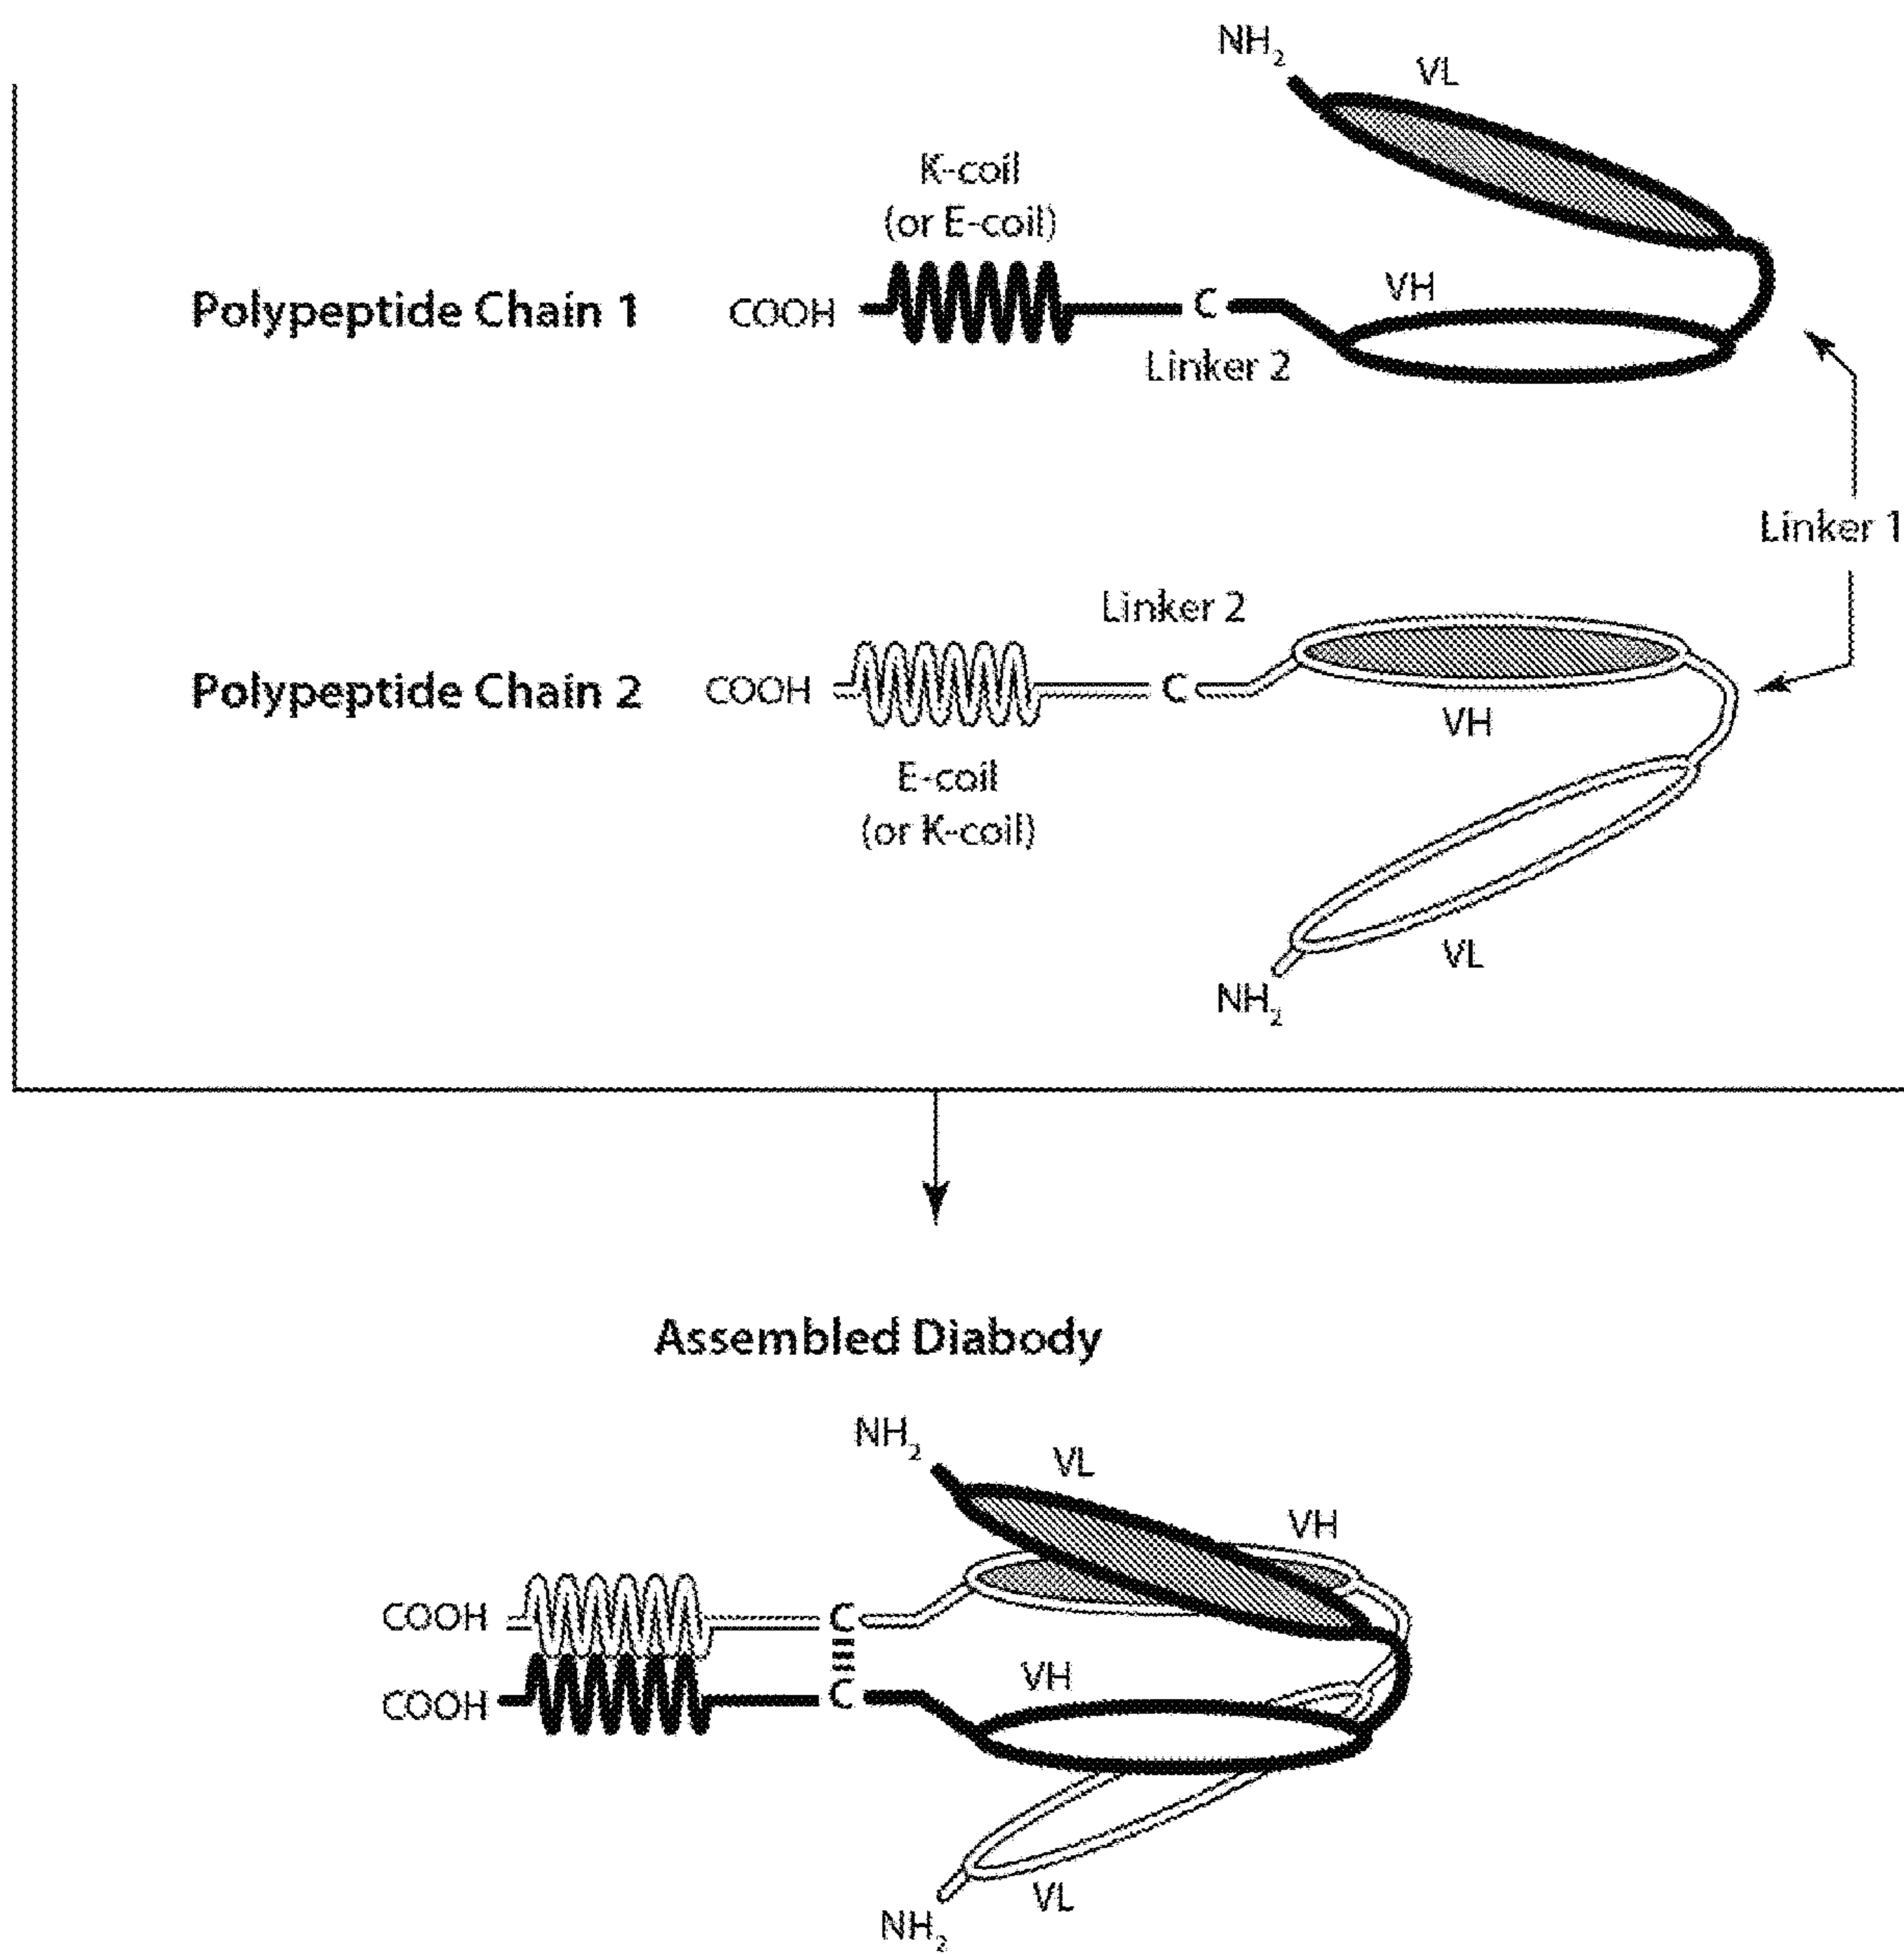 NH₂
VL
K-coil
(or E-coil)
Polypeptide Chain 1
COOH
C
VH
Linker 2
Linker 1
Linker 2
Polypeptide Chain 2
COOH
C
VH
E-coil
(or K-coil)
VL
NH₂
Assembled Diabody
NH₂
VL
VH
COOH
C
VH
COOH
C
VL
NH₂